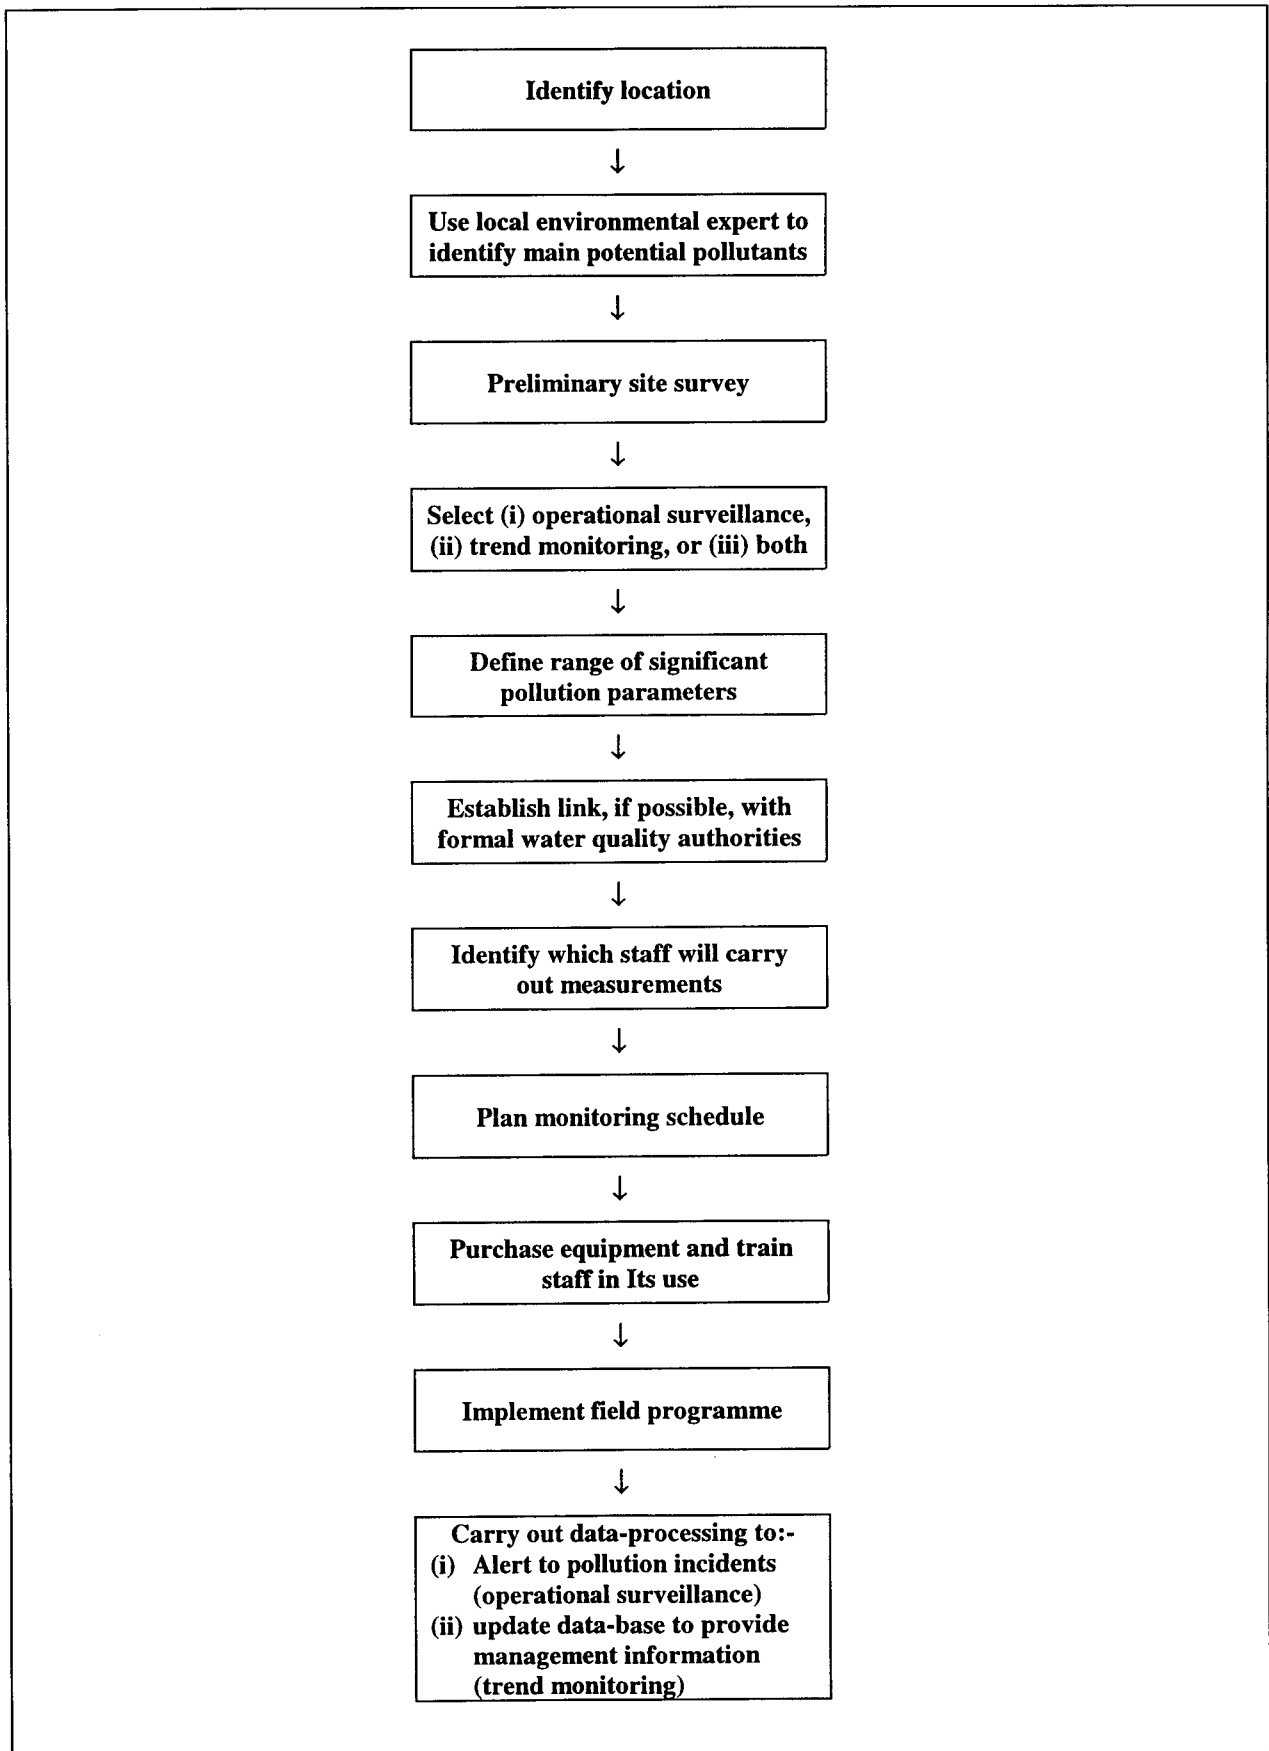 Identify location
↓
Use local environmental expert to
identify main potential pollutants
↓
Preliminary site survey
↓
Select (i) operational surveillance,
(ii) trend monitoring, or (iii) both
↓
Define range of significant
pollution parameters
↓
Establish link, if possible, with
formal water quality authorities
↓
Identify which staff will carry
out measurements
↓
Plan monitoring schedule
↓
Purchase equipment and train
staff in Its use
↓
Implement field programme
↓
Carry out data-processing to:-
(i) Alert to pollution incidents
(operational surveillance)
(ii) update data-base to provide
management information
(trend monitoring)